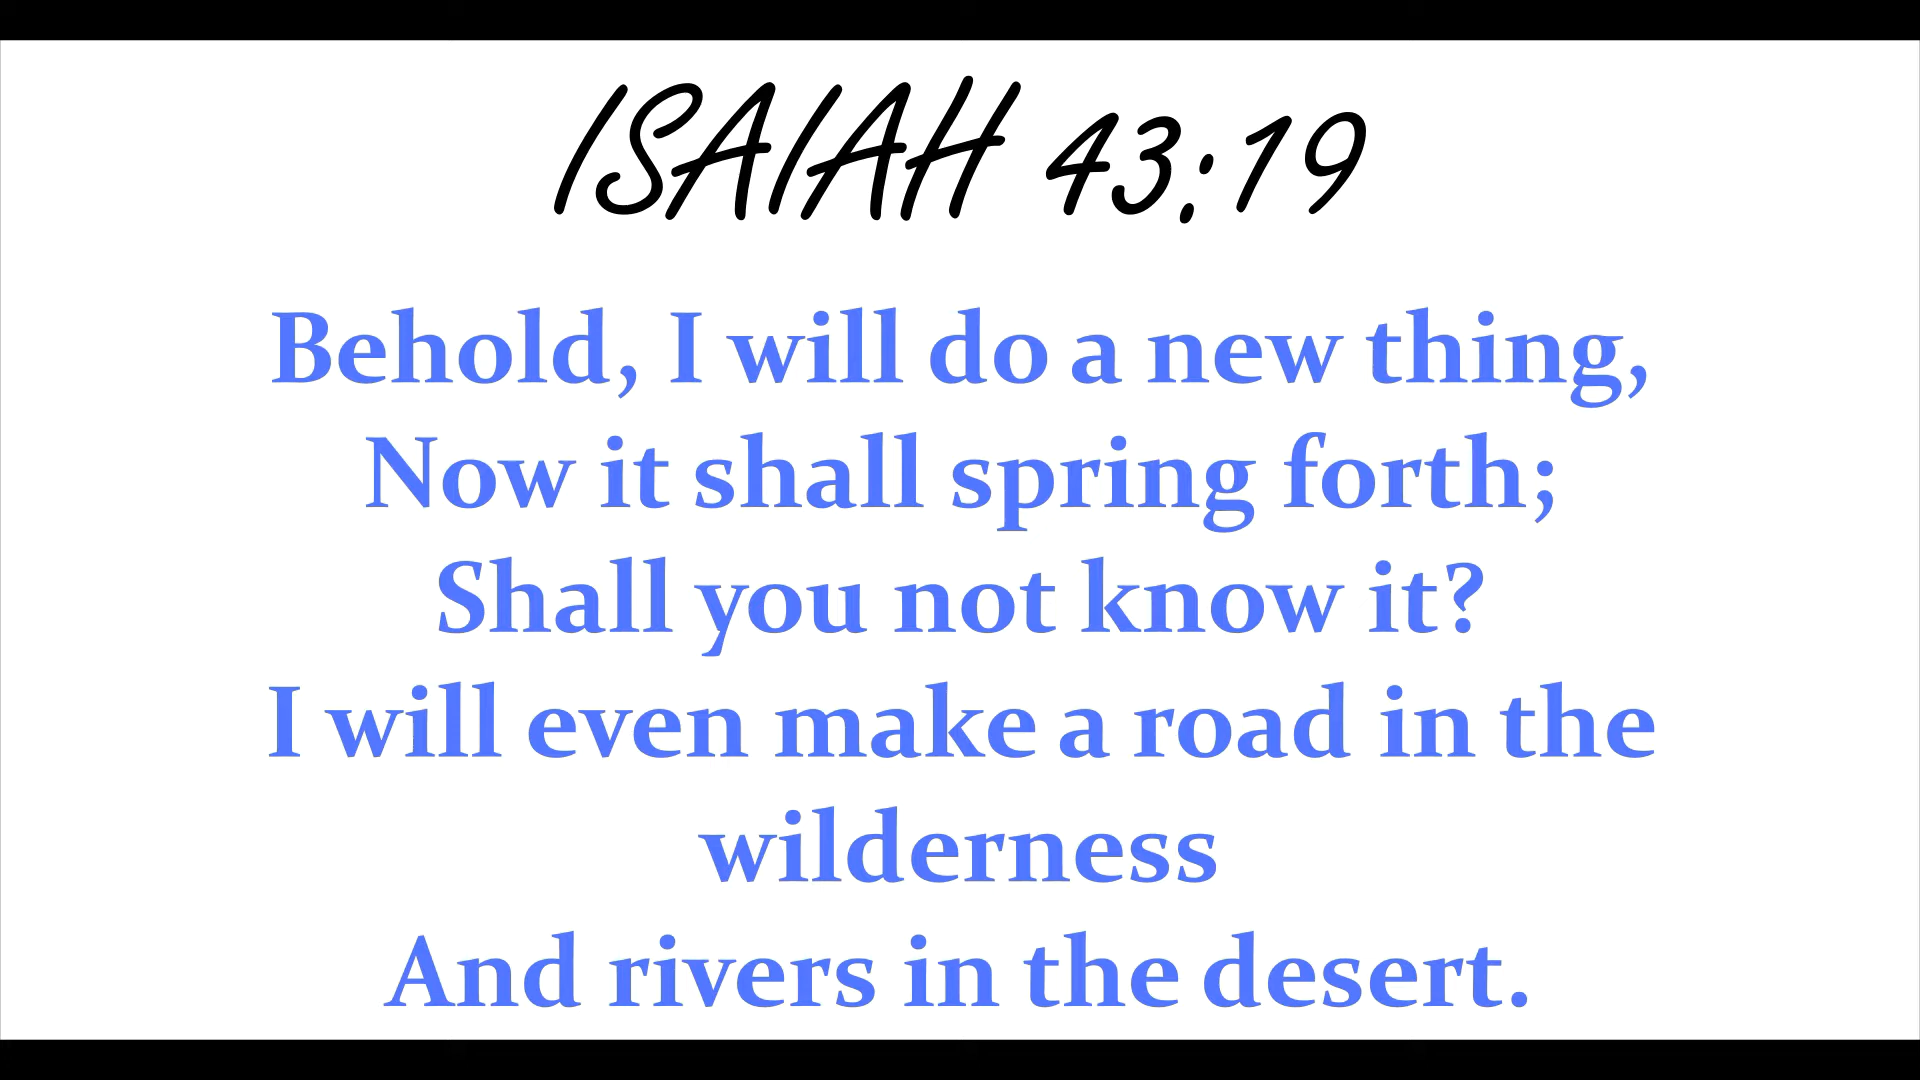 ISAIAH 43:19
Behold, I will do a new thing,
Now it shall spring forth;
Shall you not know it?
I will even make a road in the
wilderness
And rivers in the desert.